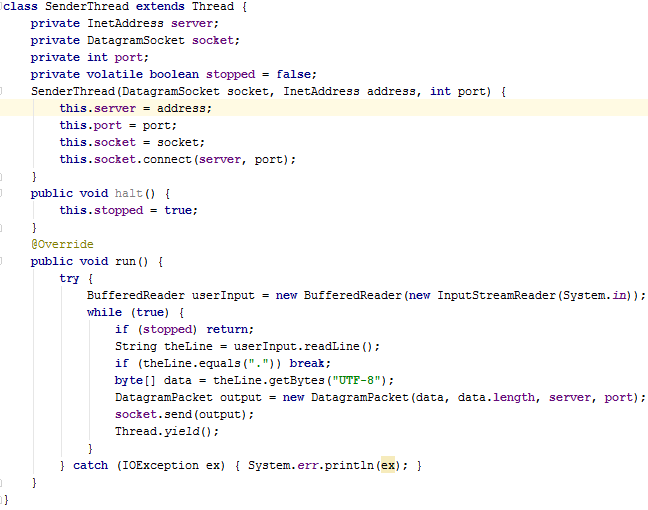 class SenderThread extends Thread {
    private InetAddress server;
    private DatagramSocket socket;
    private int port;
    private volatile boolean stopped = false;
    SenderThread(DatagramSocket socket, InetAddress address, int port) {
        this.server = address;
        this.port = port;
        this.socket = socket;
        this.socket.connect(server, port);
    }
    public void halt() {
        this.stopped = true;
    }
    @Override
    public void run() {
        try {
            BufferedReader userInput = new BufferedReader(new InputStreamReader(System.in));
            while (true) {
                if (stopped) return;
                String theLine = userInput.readLine();
                if (theLine.equals(".")) break;
                byte[] data = theLine.getBytes("UTF-8");
                DatagramPacket output = new DatagramPacket(data, data.length, server, port);
                socket.send(output);
                Thread.yield();
            }
        } catch (IOException ex) { System.err.println(ex); }
    }
}